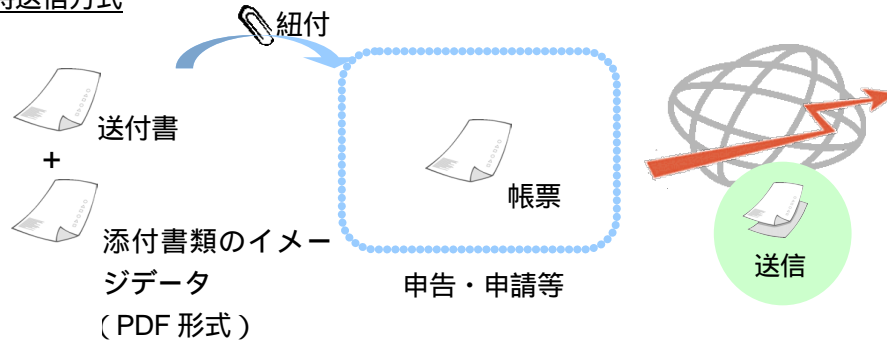 送信方式
紐付
送付書
+
帳票
添付書類のイメー
ジデータ
（PDF 形式）
申告・申請等
送信